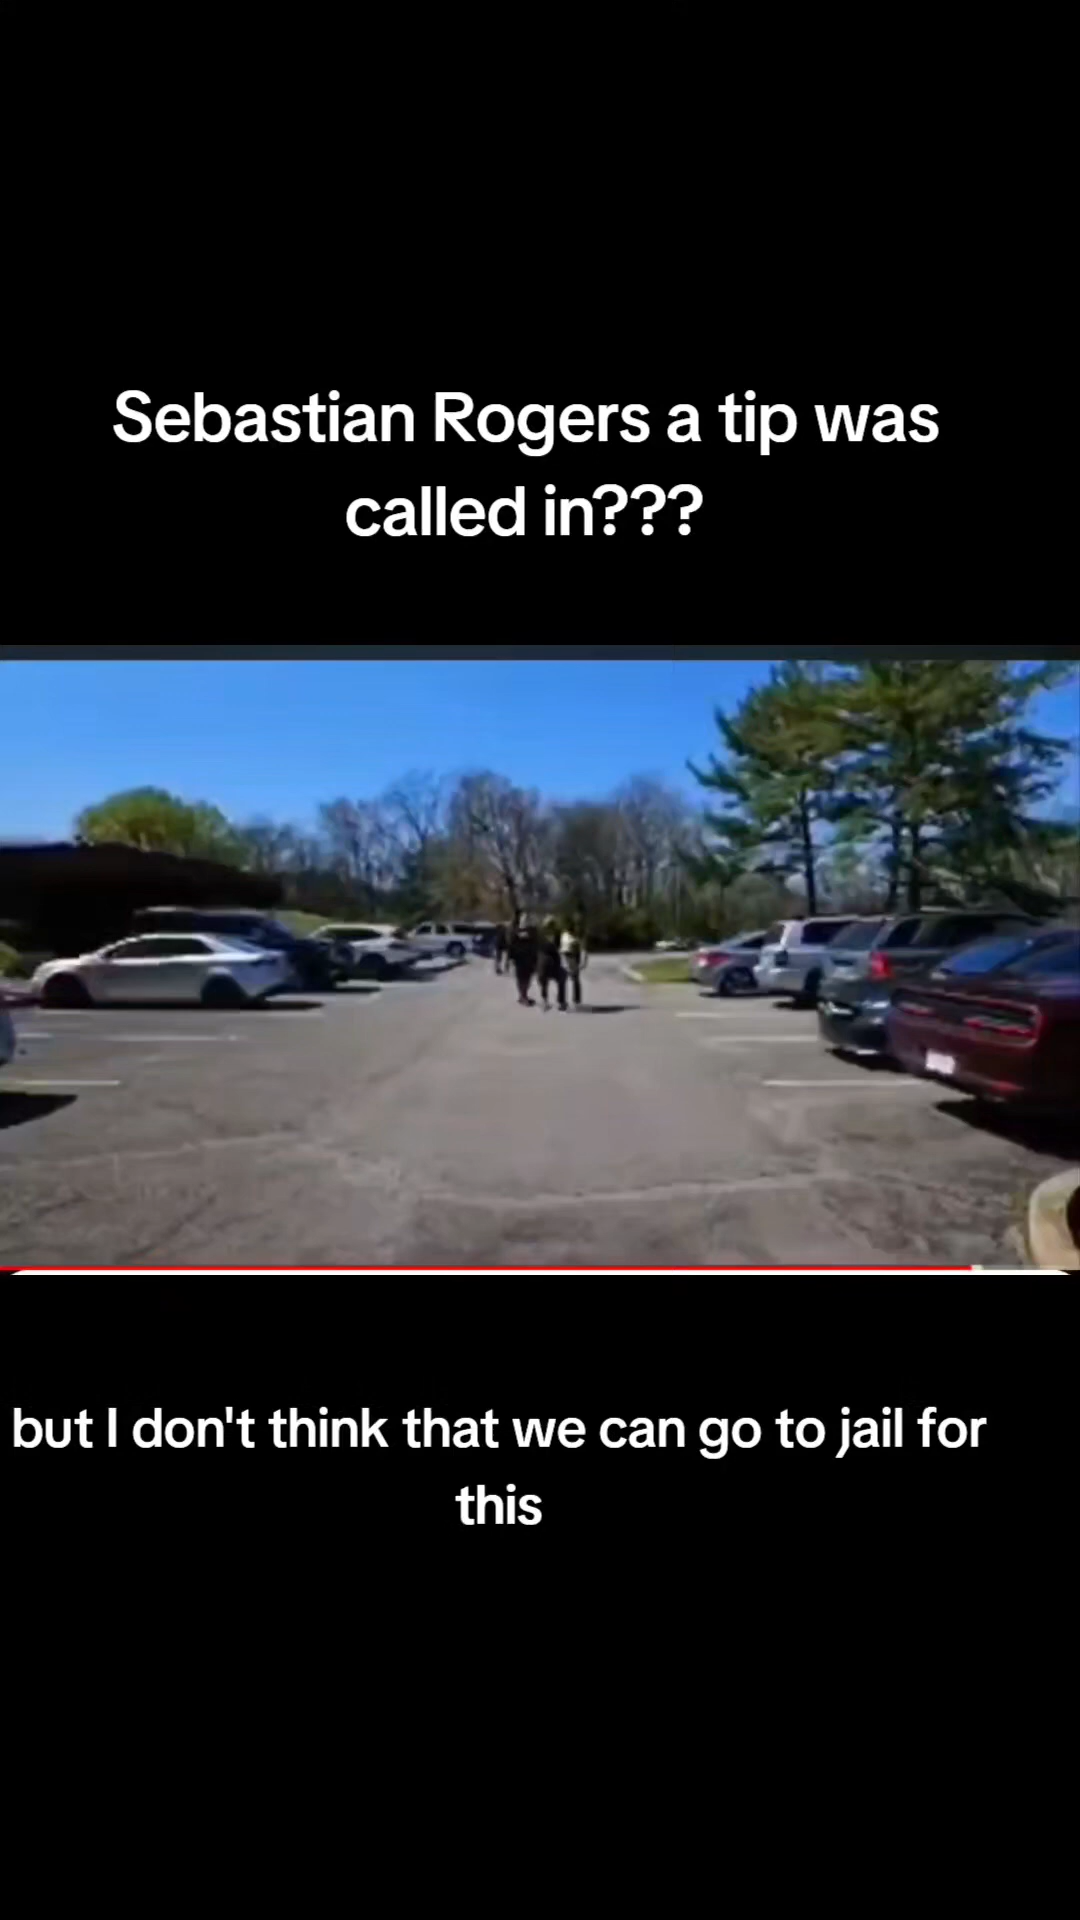 Sebastian Rogers a tip was
called in???
but I don't think that we can go to jail for
this